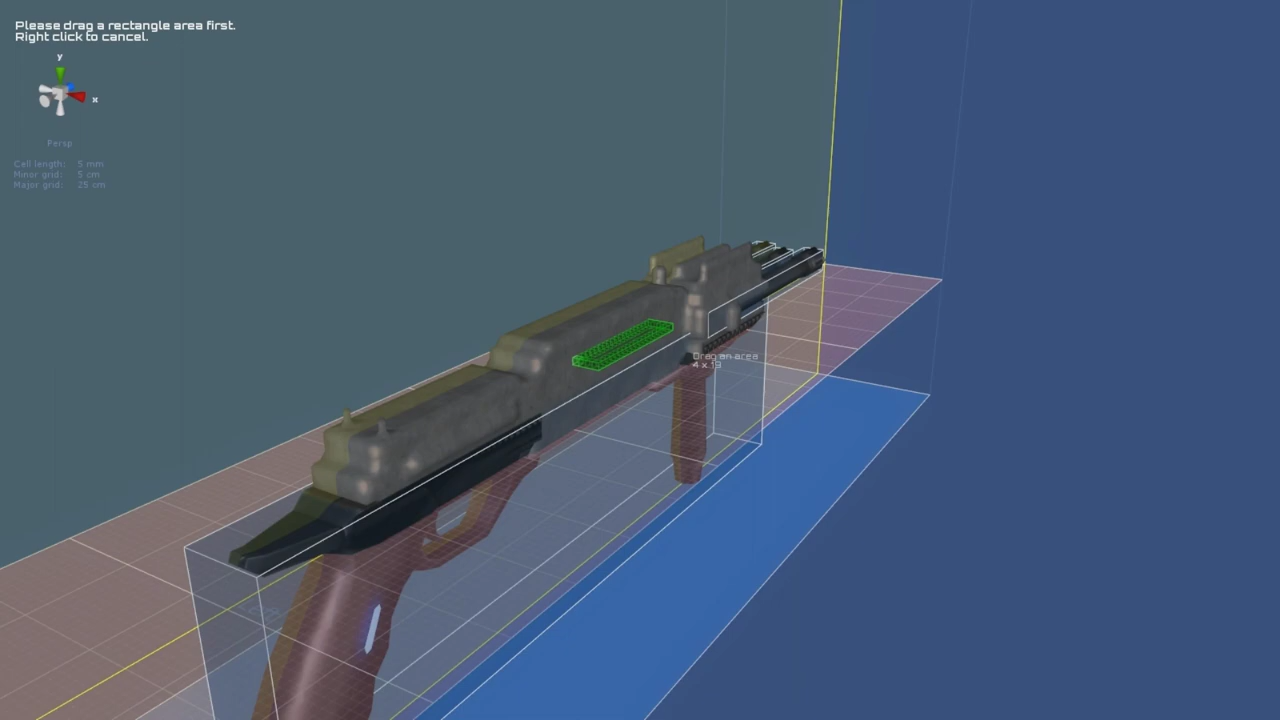 Please drag a rectangle area first.
Right click to cancel.
y
x
Persp
Cell length: 5 mm
Minor grid: 5 cm
Major grid: 25 cm
Drag an area
4 x 19